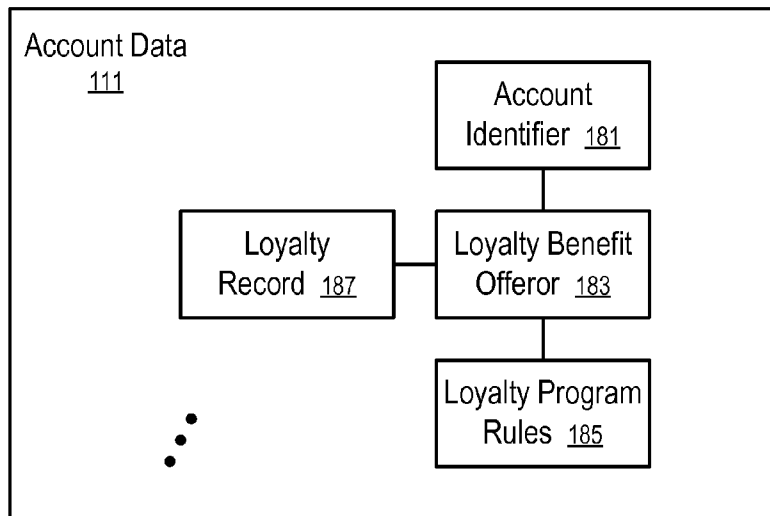 Account Data
111
Account
Identifier 181
Loyalty
Record 187
Loyalty Benefit
Offeror 183
Loyalty Program
Rules 185